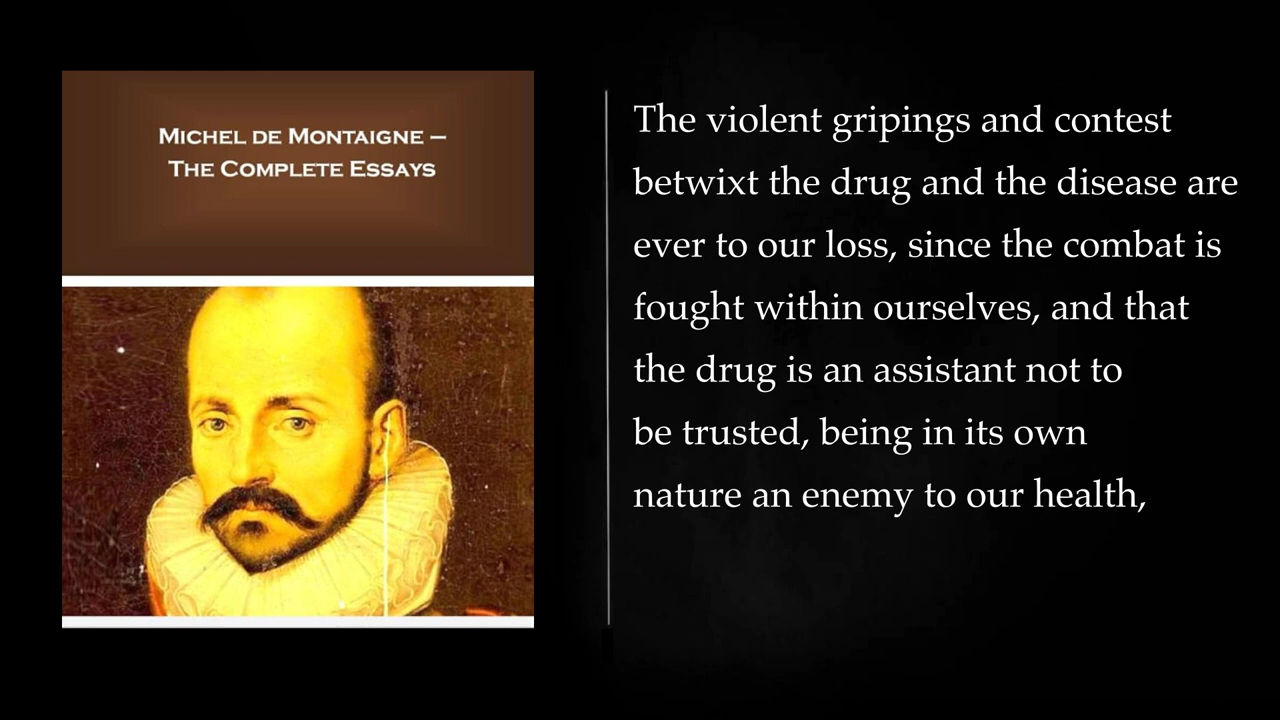 Michel de Montaigne –
The Complete Essays
The violent gripings and contest
betwixt the drug and the disease are
ever to our loss, since the combat is
fought within ourselves, and that
the drug is an assistant not to
be trusted, being in its own
nature an enemy to our health,